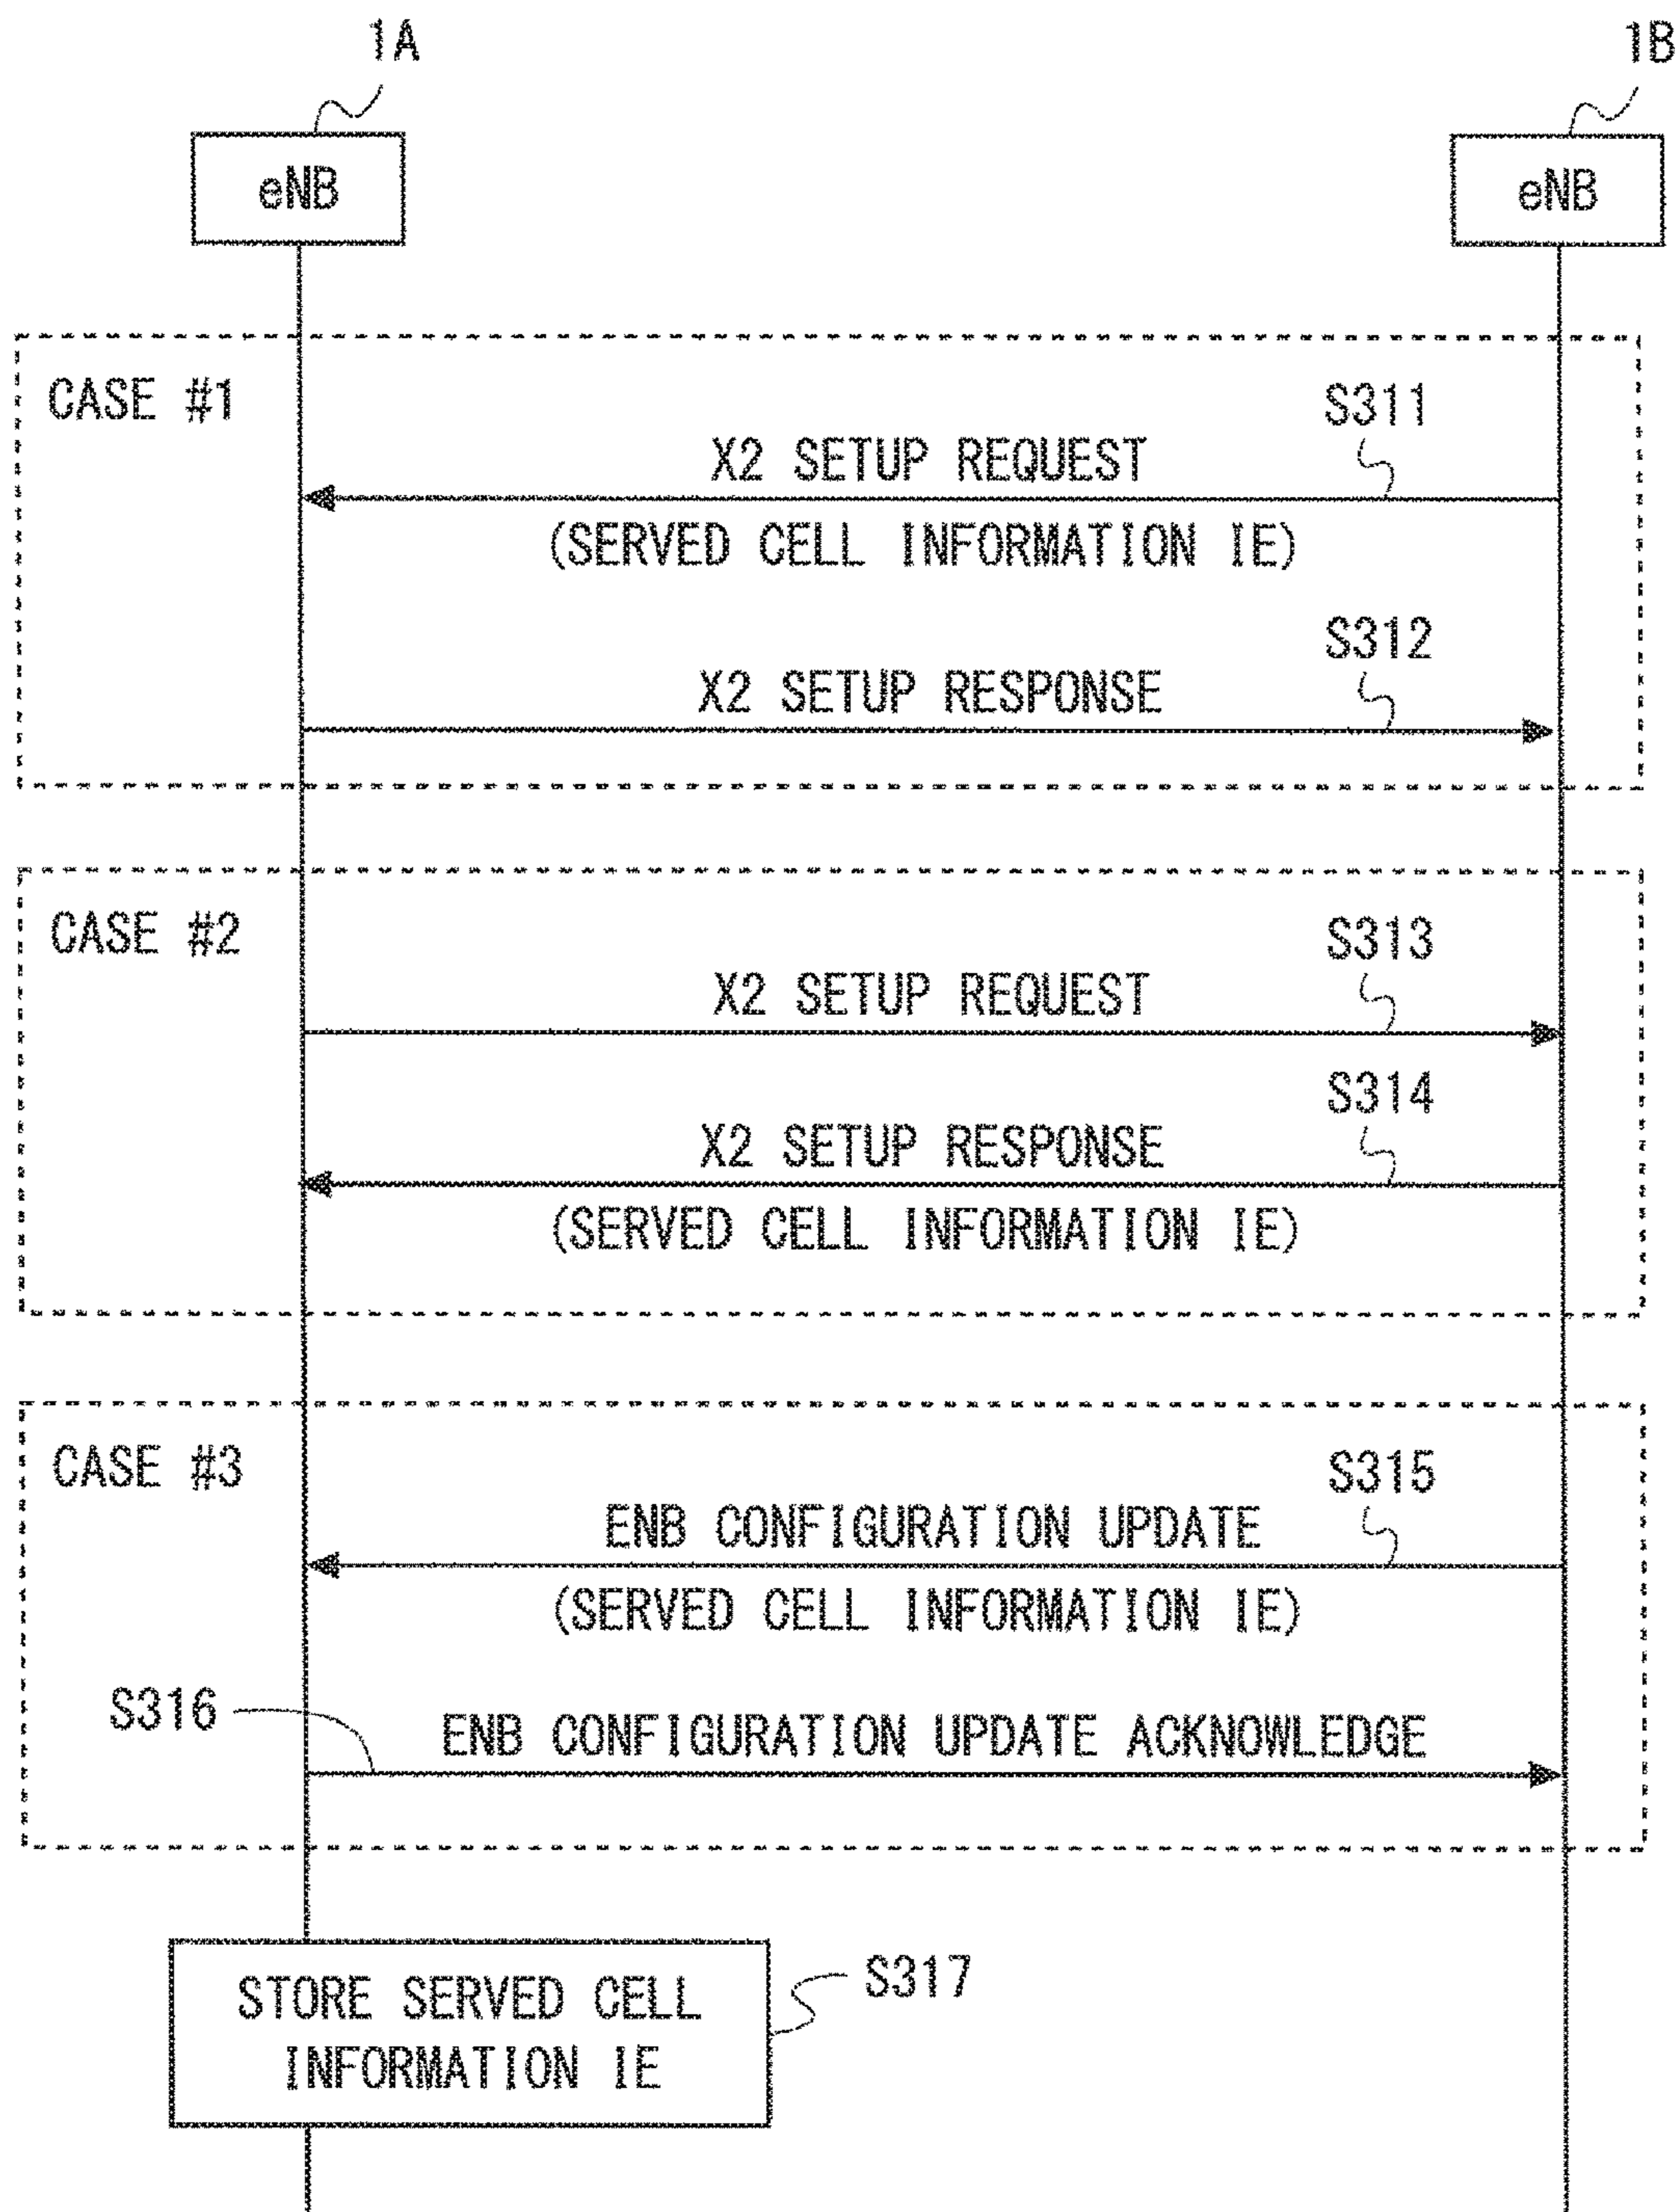 1A
1B
eNB
eNB
CASE #1
S311
X2 SETUP REQUEST
(SERVED CELL INFORMATION IE)
S312
X2 SETUP RESPONSE
CASE #2
S313
X2 SETUP REQUEST
S314
X2 SETUP RESPONSE
(SERVED CELL INFORMATION IE)
CASE #3
S315
ENB CONFIGURATION UPDATE
(SERVED CELL INFORMATION IE)
S316
ENB CONFIGURATION UPDATE ACKNOWLEDGE
STORE SERVED CELL
INFORMATION IE
S317